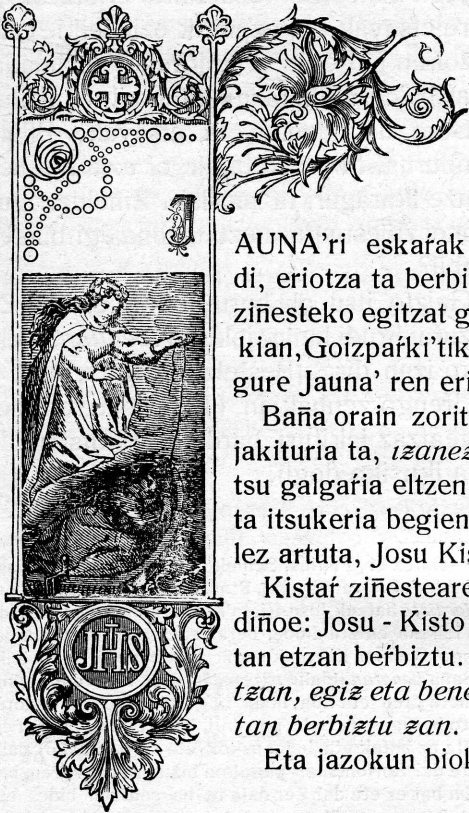 JAUNA'ri eskaŕak
di, eriotza ta berbi
ziñesteko egitzat g
kian, Goizpaŕki'tik
gure Jauna' ren eri
Baña orain zorit
jakituria ta, izanez
tsu galgaŕia eltzen
ta itsukeria begien
lez artuta, Josu Kis
Kistaŕ ziñesteare
diñoe: Josu - Kisto
tan etzan beŕbiztu.
tzan, egiz eta bene
tan berbiztu zan.
Eta jazokun biok
JHS